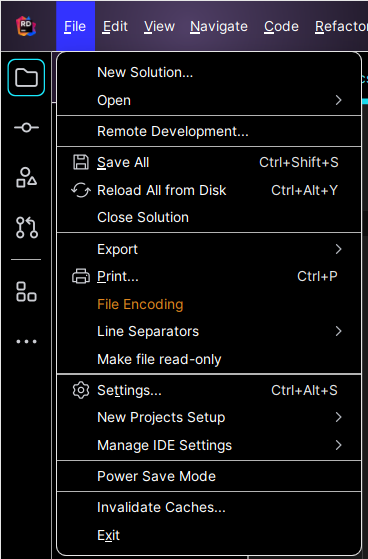 RD
File Edit View Navigate Code Refactor
New Solution...
Open
Remote Development...
Save All Ctrl+Shift+S
Reload All from Disk Ctrl+Alt+Y
Close Solution
Export
Print... Ctrl+P
File Encoding
Line Separators
Make file read-only
Settings... Ctrl+Alt+S
New Projects Setup
Manage IDE Settings
Power Save Mode
Invalidate Caches...
Exit